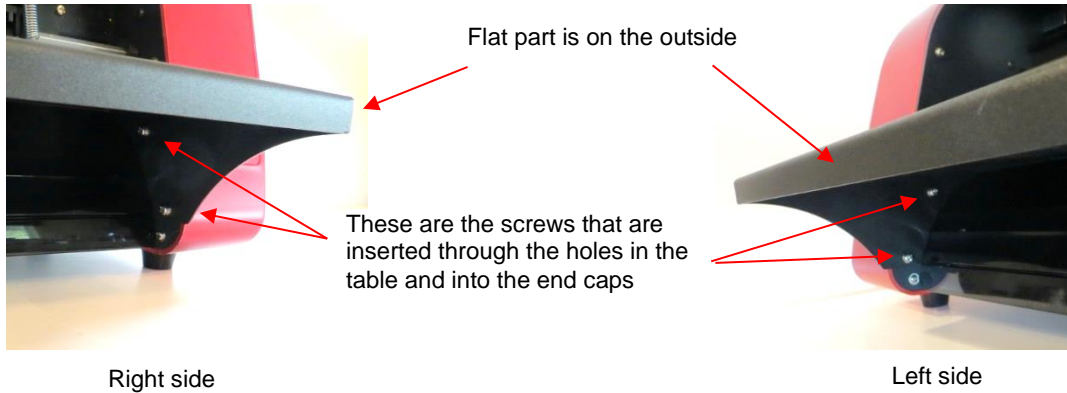 Flat part is on the outside
These are the screws that are
inserted through the holes in the
table and into the end caps
Right side
Left side